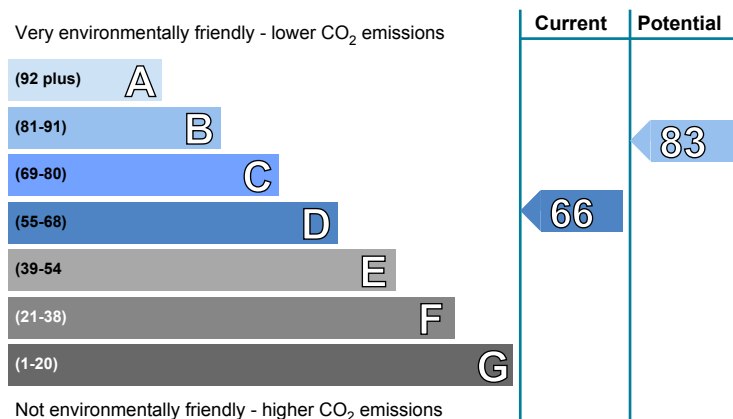 Current Potential
Very environmentally friendly - lower CO₂ emissions
(92 plus) A
(81-91) B
83
(69-80) C
(55-68) D
66
(39-54 E
(21-38) F
(1-20) G
Not environmentally friendly - higher CO₂ emissions